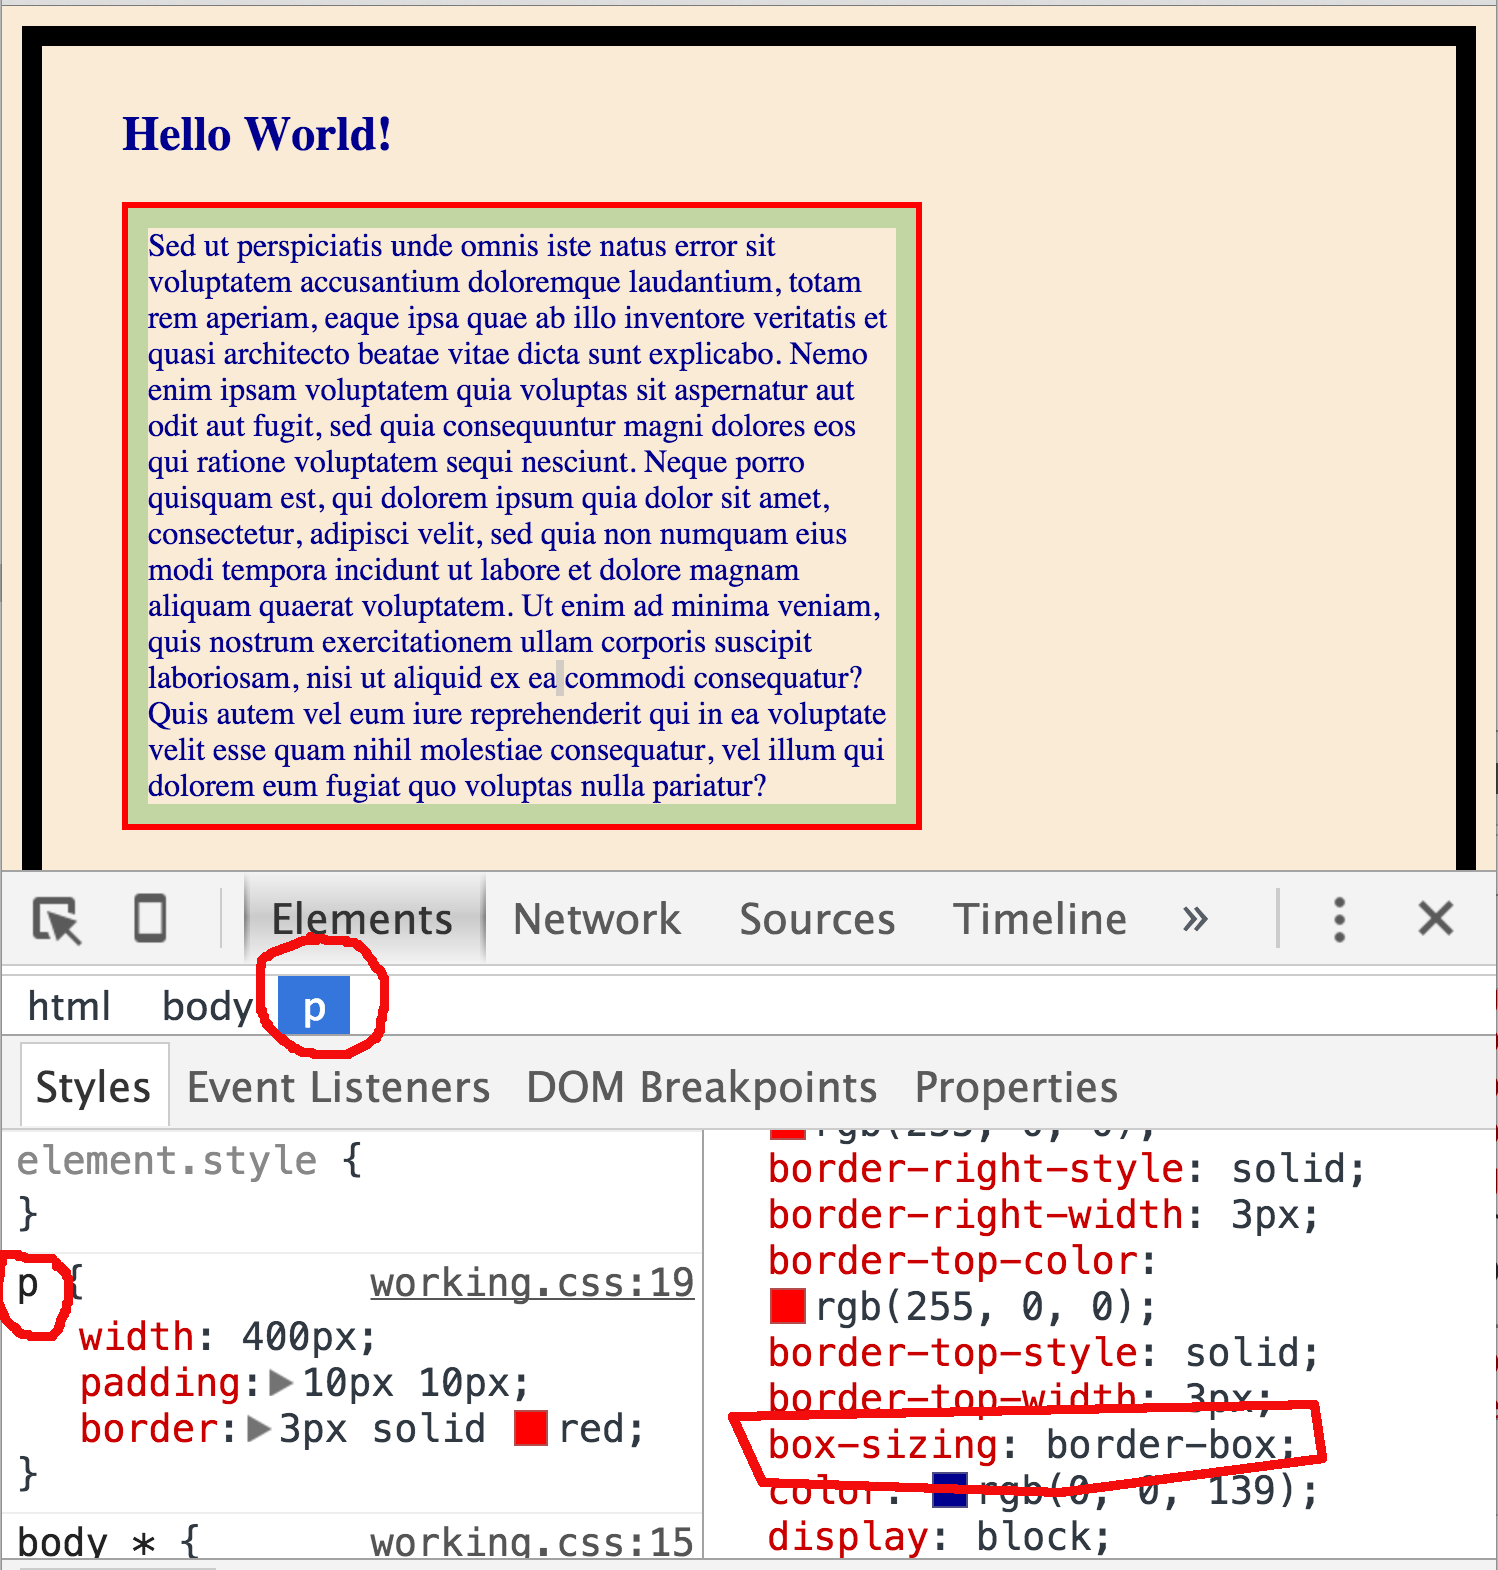 Hello World!
Sed ut perspiciatis unde omnis iste natus error sit
voluptatem accusantium doloremque laudantium, totam
rem aperiam, eaque ipsa quae ab illo inventore veritatis et
quasi architecto beatae vitae dicta sunt explicabo. Nemo
enim ipsam voluptatem quia voluptas sit aspernatur aut
odit aut fugit, sed quia consequuntur magni dolores eos
qui ratione voluptatem sequi nesciunt. Neque porro
quisquam est, qui dolorem ipsum quia dolor sit amet,
consectetur, adipisci velit, sed quia non numquam eius
modi tempora incidunt ut labore et dolore magnam
aliquam quaerat voluptatem. Ut enim ad minima veniam,
quis nostrum exercitationem ullam corporis suscipit
laboriosam, nisi ut aliquid ex ea commodi consequatur?
Quis autem vel eum iure reprehenderit qui in ea voluptate
velit esse quam nihil molestiae consequatur, vel illum qui
dolorem eum fugiat quo voluptas nulla pariatur?
Elements Network Sources Timeline »
html body p
Styles Event Listeners DOM Breakpoints Properties
element.style {
}
p { working.css:19
width: 400px;
padding: 10px 10px;
border: 3px solid red;
}
body * { working.css:15
rgb(255, 0, 0);
border-right-style: solid;
border-right-width: 3px;
border-top-color:
rgb(255, 0, 0);
border-top-style: solid;
border-top-width: 3px;
box-sizing: border-box;
color: rgb(0, 0, 139);
display: block;